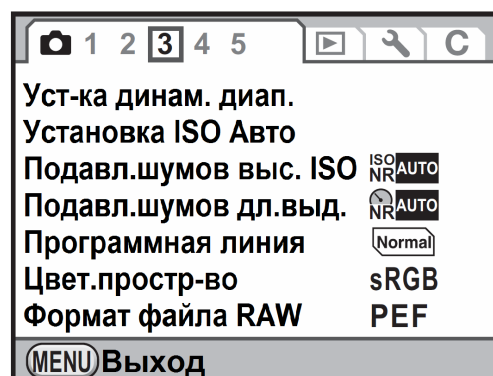 1 2 3 4 5 C
Уст-ка динам. диап.
Установка ISO Авто
Подавл.шумов выс. ISO ISO NR AUTO
Подавл.шумов дл.выд. NR AUTO
Программная линия Normal
Цвет.простр-во sRGB
Формат файла RAW PEF
MENU Выход